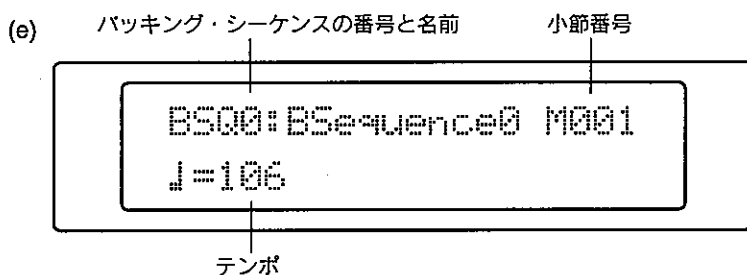 (e)
バッキング・シーケンスの番号と名前 小節番号
BSQ0:BSequence0 M001
♩=106
テンポ